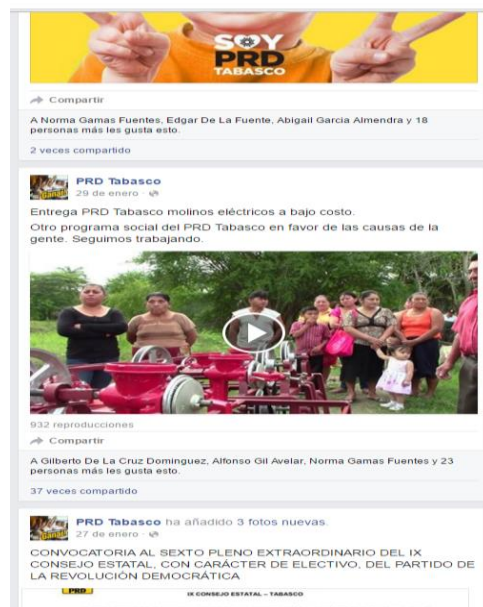 SOY
PRD
TABASCO
Compartir
A Norma Gamas Fuentes, Edgar De La Fuente, Abigail Garcia Almendra y 18
personas más les gusta esto.
2 veces compartido
PRD Tabasco
29 de enero
Entrega PRD Tabasco molinos eléctricos a bajo costo.
Otro programa social del PRD Tabasco en favor de las causas de la
gente. Seguimos trabajando.
932 reproducciones
Compartir
A Gilberto De La Cruz Dominguez, Alfonso Gil Avelar, Norma Gamas Fuentes y 23
personas más les gusta esto.
37 veces compartido
PRD Tabasco ha añadido 3 fotos nuevas.
27 de enero
CONVOCATORIA AL SEXTO PLENO EXTRAORDINARIO DEL IX
CONSEJO ESTATAL, CON CARÁCTER DE ELECTIVO, DEL PARTIDO DE
LA REVOLUCIÓN DEMOCRÁTICA
PRD
IX CONSEJO ESTATAL – TABASCO